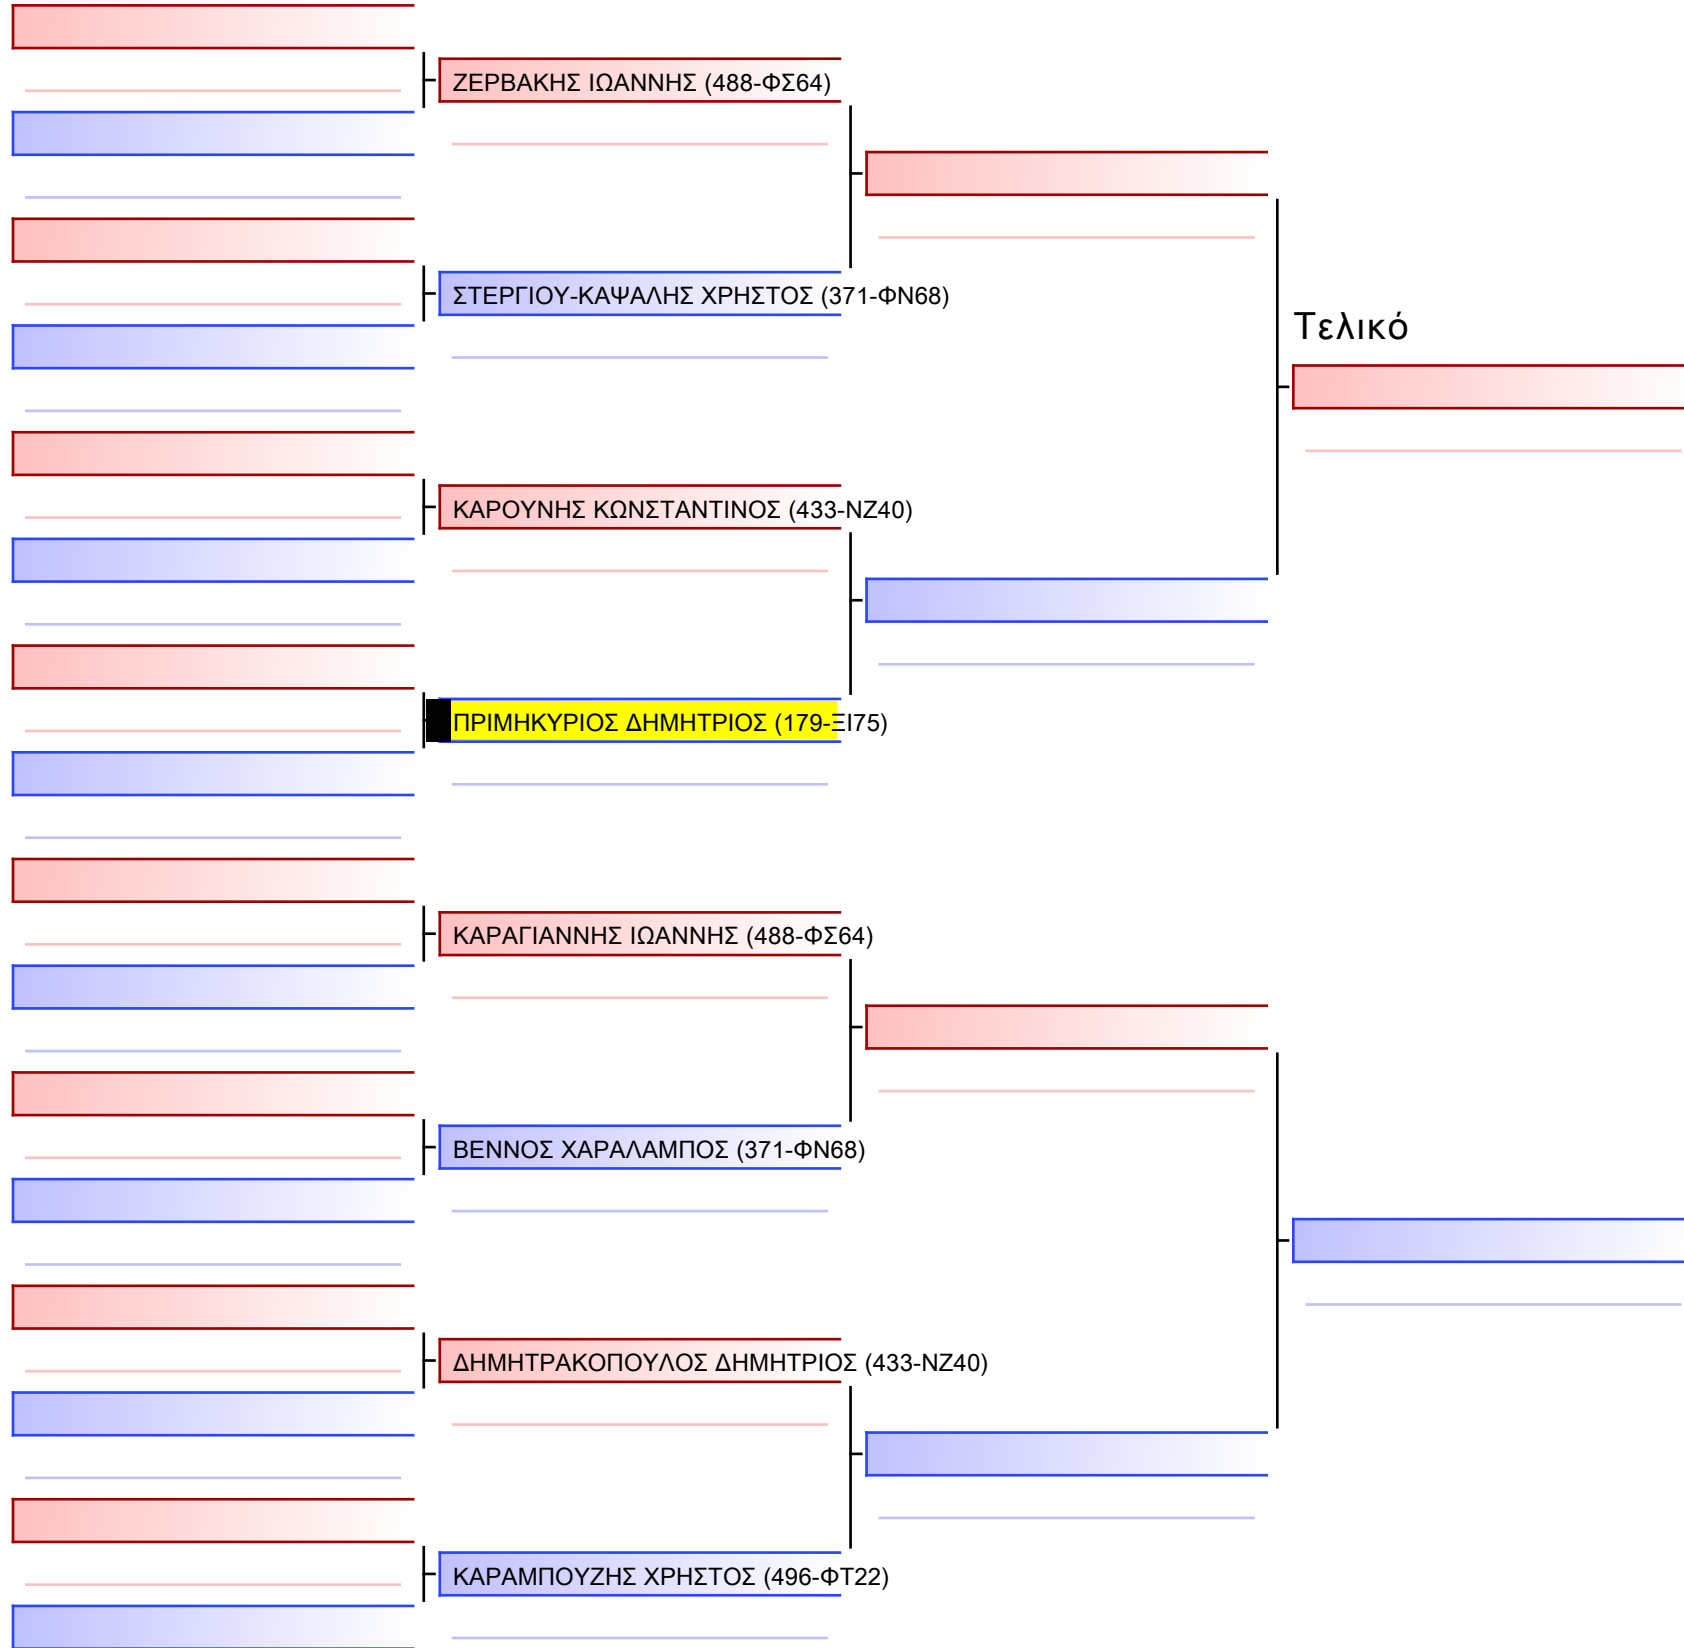 ΖΕΡΒΑΚΗΣ ΙΩΑΝΝΗΣ (488-ΦΣ64)
ΣΤΕΡΓΙΟΥ-ΚΑΨΑΛΗΣ ΧΡΗΣΤΟΣ (371-ΦΝ68)
Τελικό
ΚΑΡΟΥΝΗΣ ΚΩΝΣΤΑΝΤΙΝΟΣ (433-ΝΖ40)
ΠΡΙΜΗΚΥΡΙΟΣ ΔΗΜΗΤΡΙΟΣ (179-ΞΙ75)
ΚΑΡΑΓΙΑΝΝΗΣ ΙΩΑΝΝΗΣ (488-ΦΣ64)
ΒΕΝΝΟΣ ΧΑΡΑΛΑΜΠΟΣ (371-ΦΝ68)
ΔΗΜΗΤΡΑΚΟΠΟΥΛΟΣ ΔΗΜΗΤΡΙΟΣ (433-ΝΖ40)
ΚΑΡΑΜΠΟΥΖΗΣ ΧΡΗΣΤΟΣ (496-ΦΤ22)